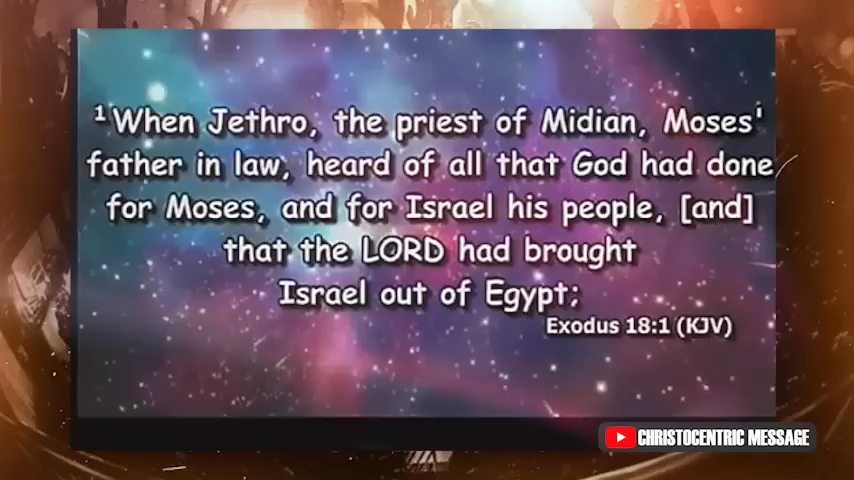 1 When Jethro, the priest of Midian, Moses'
father in law, heard of all that God had done
for Moses, and for Israel his people, [and]
that the LORD had brought
Israel out of Egypt;
Exodus 18:1 (KJV)
CHRISTOCENTRIC MESSAGE